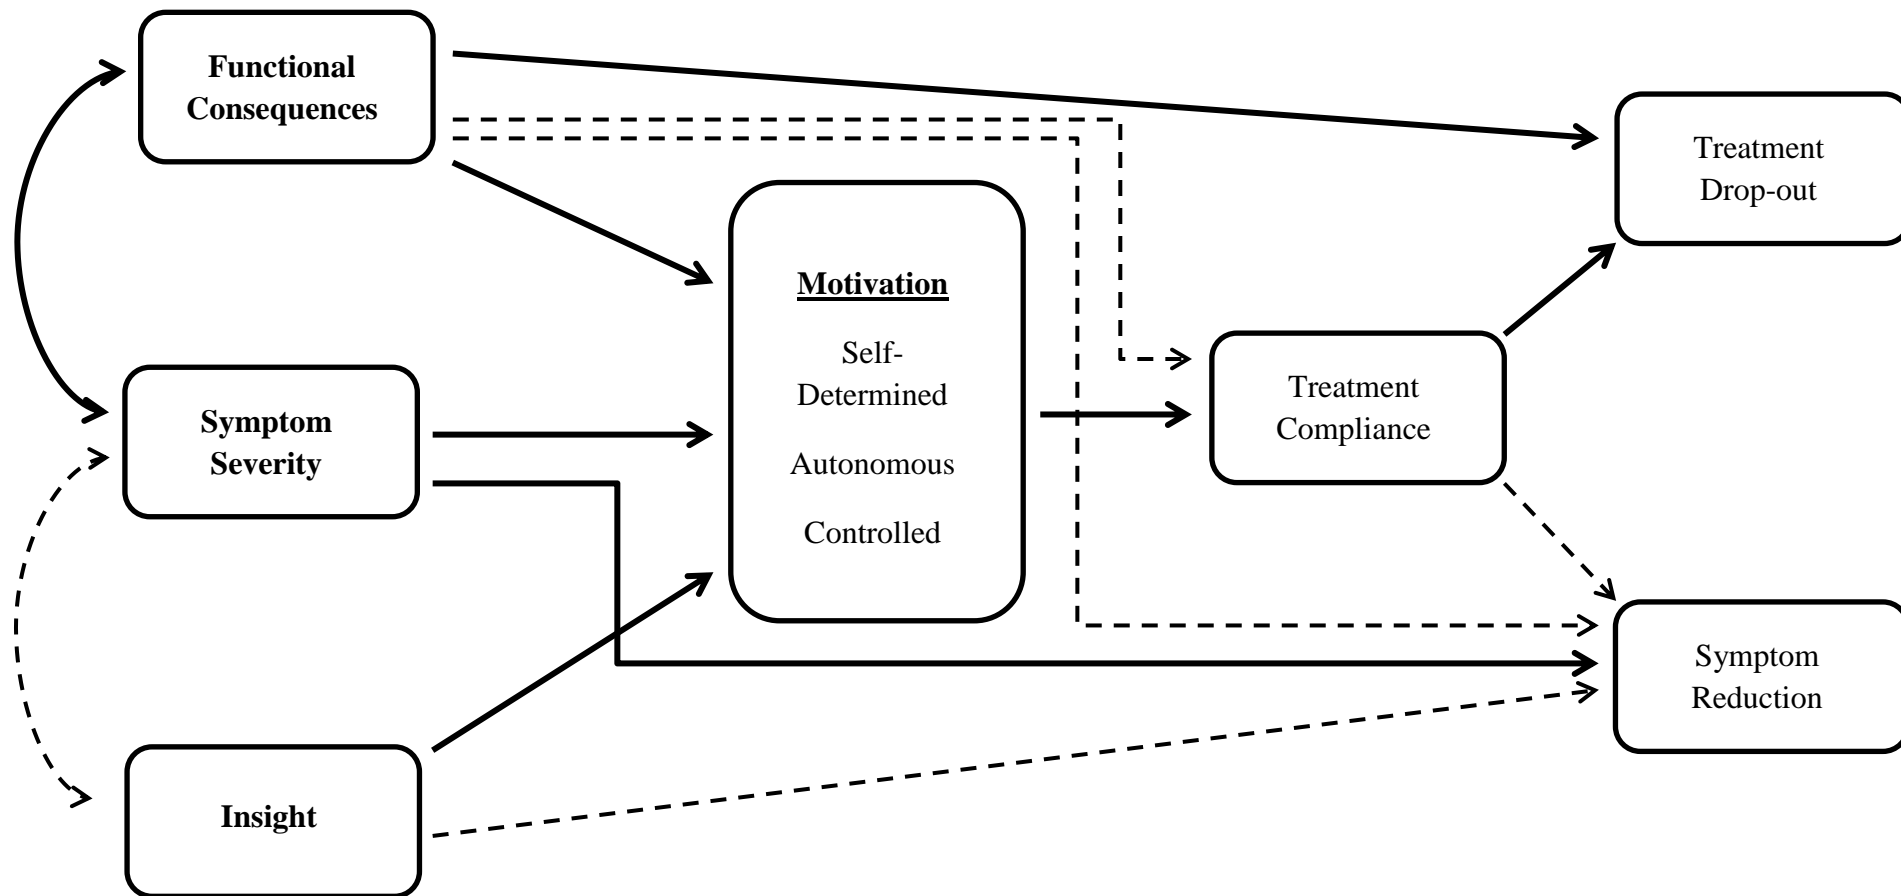 Functional
Consequences
Treatment
Drop-out
Motivation
Self-
Determined
Autonomous
Controlled
Treatment
Compliance
Symptom
Severity
Symptom
Reduction
Insight